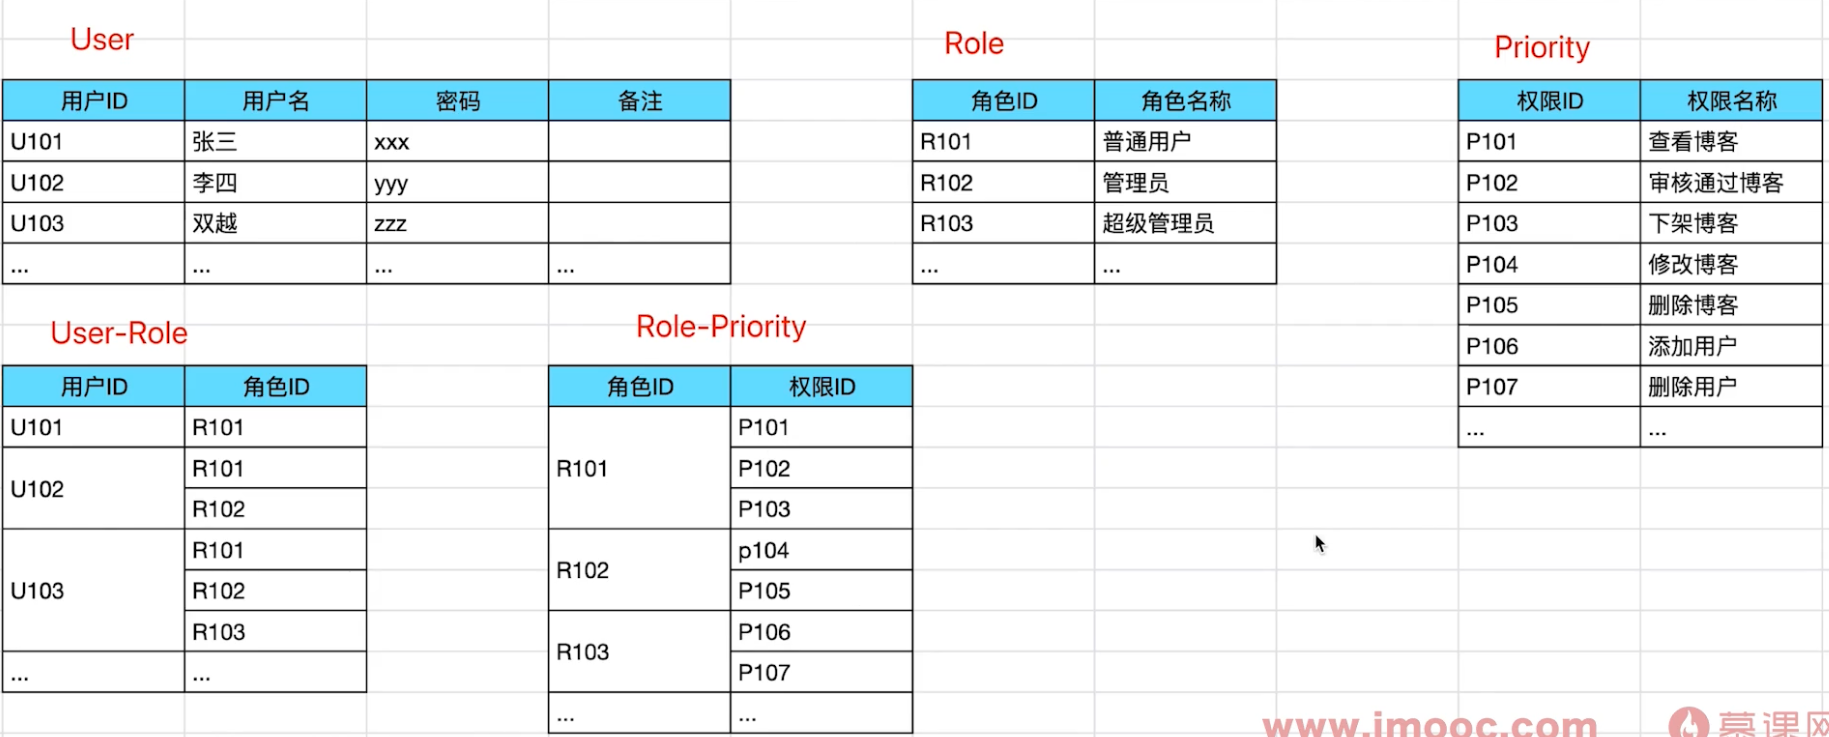 User
Role
Priority
用户ID 用户名 密码 备注
U101 张三 xxx
U102 李四 yyy
U103 双越 zzz
... ... ... ...
角色ID 角色名称
R101 普通用户
R102 管理员
R103 超级管理员
... ...
权限ID 权限名称
P101 查看博客
P102 审核通过博客
P103 下架博客
P104 修改博客
P105 删除博客
P106 添加用户
P107 删除用户
... ...
User-Role
用户ID 角色ID
U101 R101
U102 R101
R102
U103 R101
R102
R103
... ...
Role-Priority
角色ID 权限ID
R101 P101
P102
P103
R102 p104
P105
R103 P106
P107
... ...
www.imooc.com 慕课网